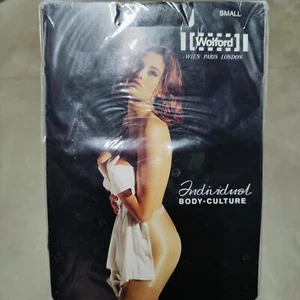 SMALL
Wolford
WIEN PARIS LONDON
Individual
BODY-CULTURE